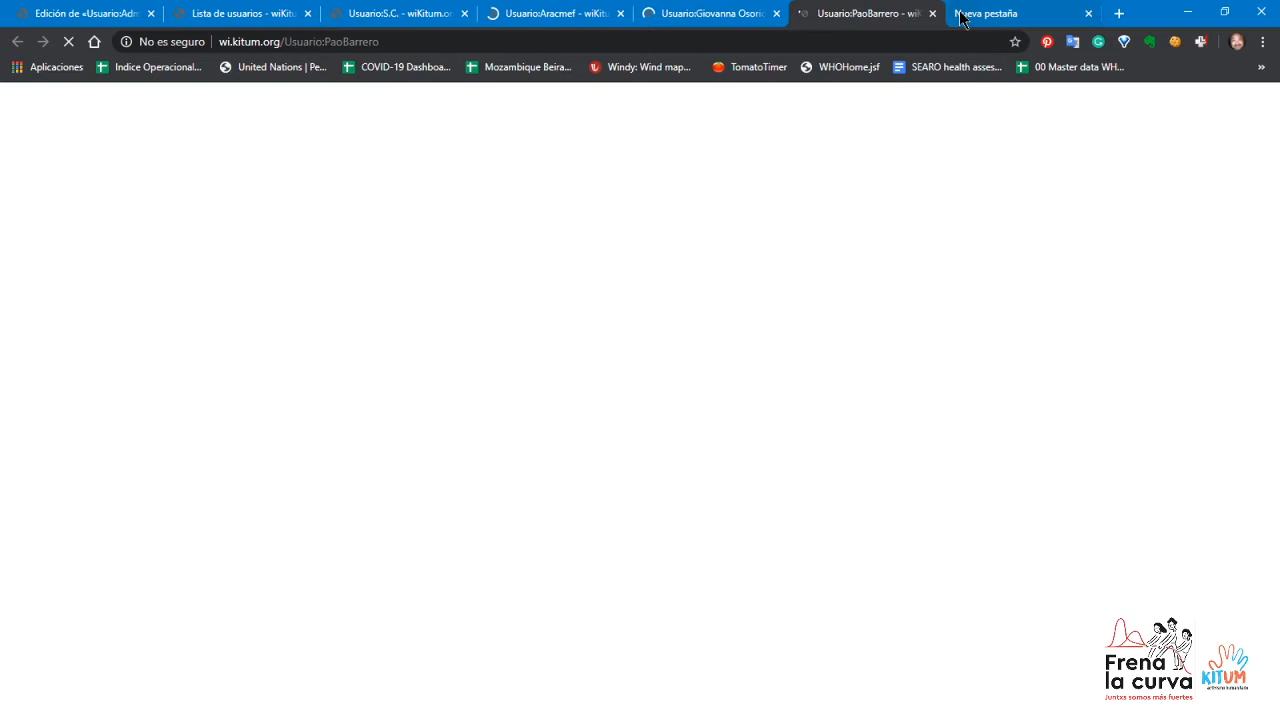 Edición de «Usuario:Adm
Lista de usuarios - wiKitu
Usuario:S.C. - wiKitum.or
Usuario:Aracmef - wiKitu
Usuario:Giovanna Osorio
Usuario:PaoBarrero - wiK
Nueva pestaña
No es seguro
wi.kitum.org/Usuario:PaoBarrero
Aplicaciones
Indice Operacional...
United Nations | Pe...
COVID-19 Dashboa...
Mozambique Beira...
Windy: Wind map...
TomatoTimer
WHOHome.jsf
SEARO health asses...
00 Master data WH...
»
Frena
la curva
Juntxs somos más fuertes
KITUM
activismo humanitario